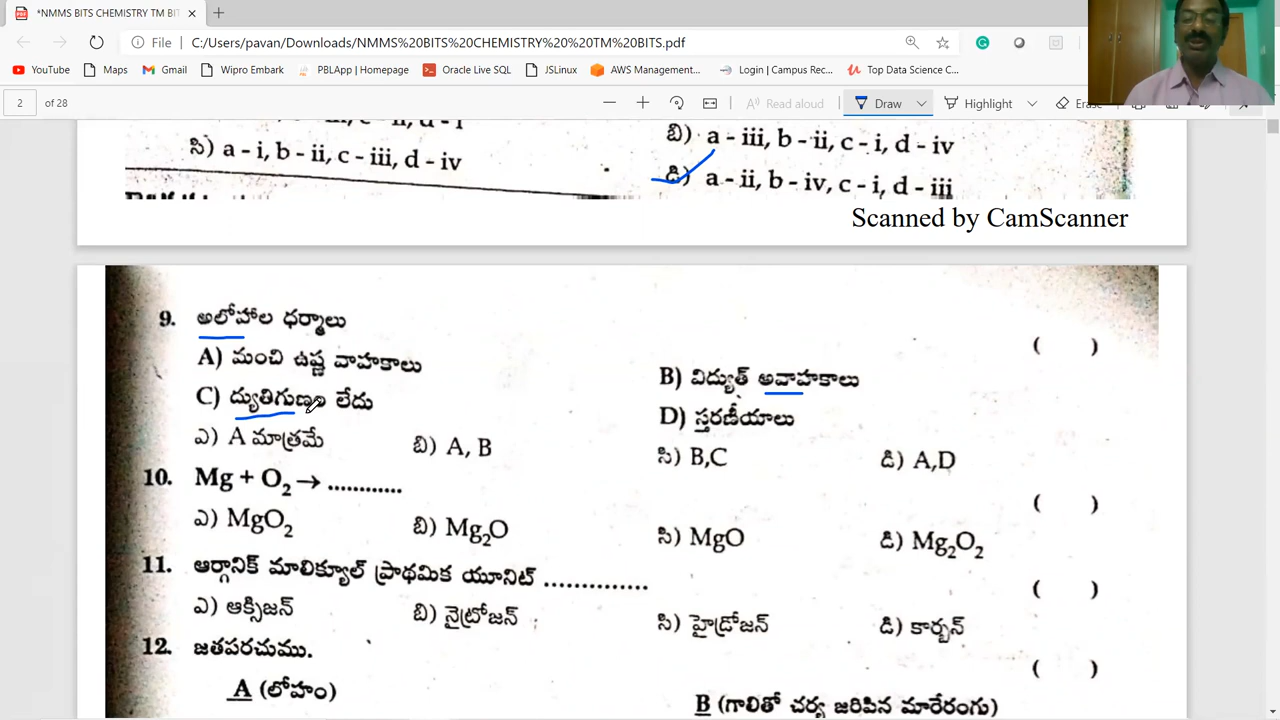 *NMMS BITS CHEMISTRY TM BIT
File C:/Users/pavan/Downloads/NMMS%20BITS%20CHEMISTRY%20%20TM%20BITS.pdf
YouTube Maps Gmail Wipro Embark PBLApp | Homepage Oracle Live SQL JSLinux AWS Management... Login | Campus Rec... Top Data Science C...
2 of 28 Read aloud Draw Highlight Erase
సి) a - i, b - ii, c - iii, d - iv
బి) a - iii, b - ii, c - i, d - iv
డి) a - ii, b - iv, c - i, d - iii
Scanned by CamScanner
9. అలోహాల ధర్మాలు ( )
A) మంచి ఉష్ణ వాహకాలు B) విద్యుత్ అవాహకాలు
C) ద్యుతిగుణం లేదు D) స్తరణీయాలు
ఎ) A మాత్రమే బి) A, B సి) B,C డి) A,D
10. Mg + O₂ → ............ ( )
ఎ) MgO₂ బి) Mg₂O సి) MgO డి) Mg₂O₂
11. ఆర్గానిక్ మాలిక్యూల్ ప్రాథమిక యూనిట్ .............. ( )
ఎ) ఆక్సిజన్ బి) నైట్రోజన్ సి) హైడ్రోజన్ డి) కార్బన్
12. జతపరచుము. ( )
A (లోహం) B (గాలితో చర్య జరిపిన మారేరంగు)